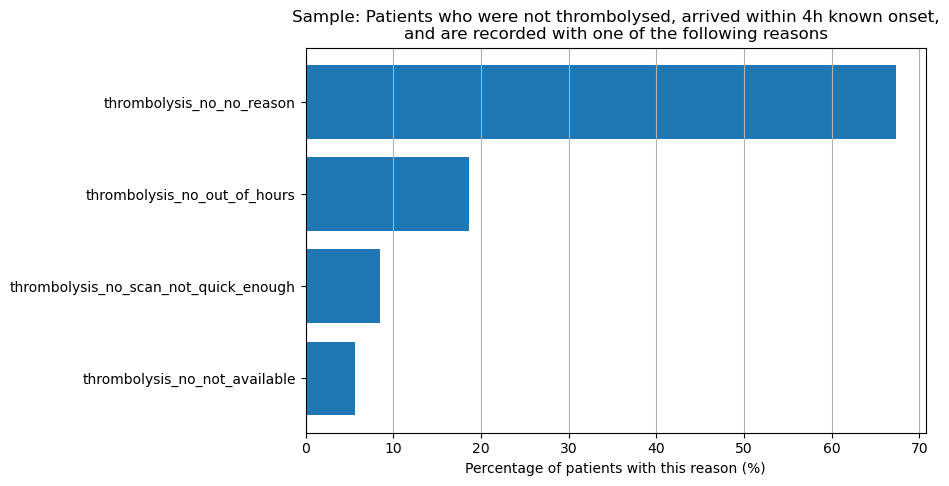 Sample: Patients who were not thrombolysed, arrived within 4h known onset,
and are recorded with one of the following reasons
thrombolysis_no_no_reason
thrombolysis_no_out_of_hours
thrombolysis_no_scan_not_quick_enough
thrombolysis_no_not_available
0 10 20 30 40 50 60 70
Percentage of patients with this reason (%)